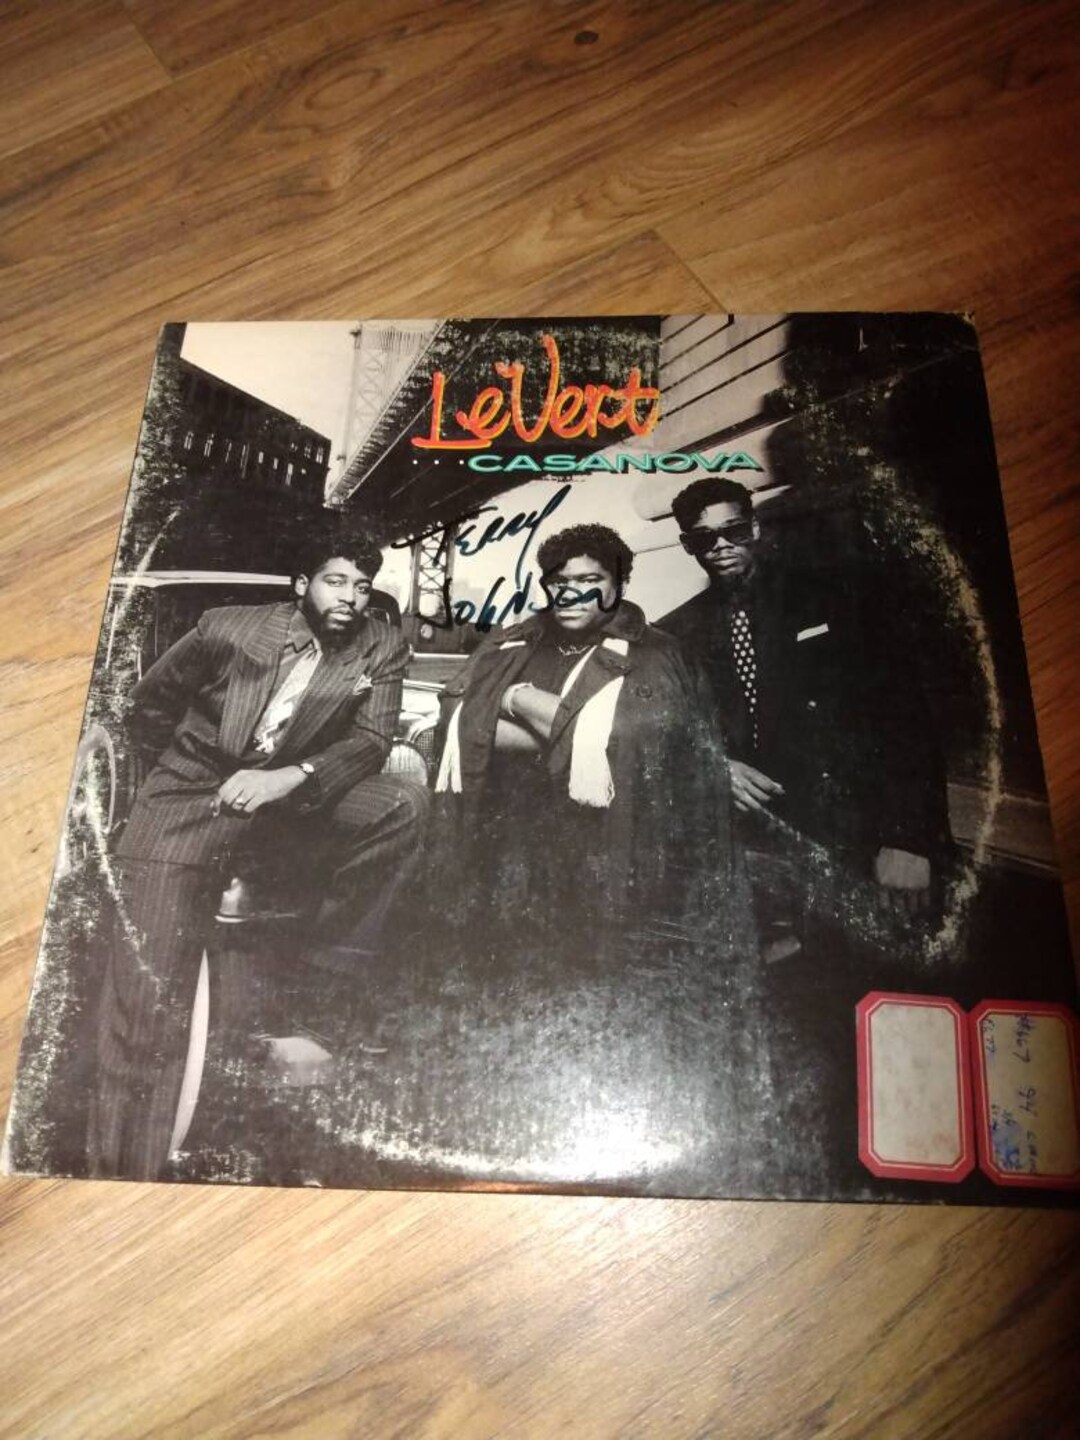 LeVert
...CASANOVA
TERRY
JOHNSON